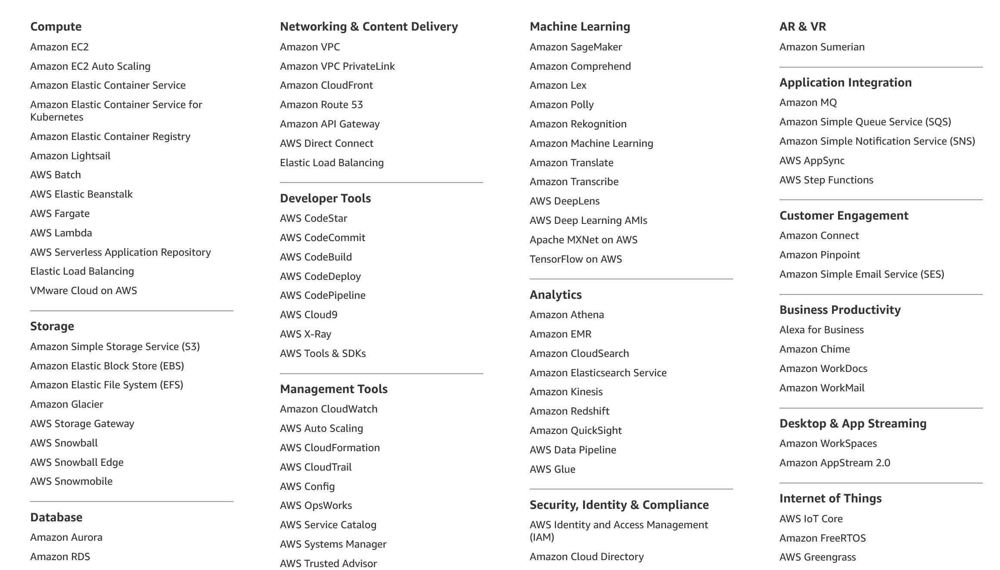 Compute
Amazon EC2
Amazon EC2 Auto Scaling
Amazon Elastic Container Service
Amazon Elastic Container Service for
Kubernetes
Amazon Elastic Container Registry
Amazon Lightsail
AWS Batch
AWS Elastic Beanstalk
AWS Fargate
AWS Lambda
AWS Serverless Application Repository
Elastic Load Balancing
VMware Cloud on AWS
Storage
Amazon Simple Storage Service (S3)
Amazon Elastic Block Store (EBS)
Amazon Elastic File System (EFS)
Amazon Glacier
AWS Storage Gateway
AWS Snowball
AWS Snowball Edge
AWS Snowmobile
Database
Amazon Aurora
Amazon RDS
Networking & Content Delivery
Amazon VPC
Amazon VPC PrivateLink
Amazon CloudFront
Amazon Route 53
Amazon API Gateway
AWS Direct Connect
Elastic Load Balancing
Developer Tools
AWS CodeStar
AWS CodeCommit
AWS CodeBuild
AWS CodeDeploy
AWS CodePipeline
AWS Cloud9
AWS X-Ray
AWS Tools & SDKs
Management Tools
Amazon CloudWatch
AWS Auto Scaling
AWS CloudFormation
AWS CloudTrail
AWS Config
AWS OpsWorks
AWS Service Catalog
AWS Systems Manager
AWS Trusted Advisor
Machine Learning
Amazon SageMaker
Amazon Comprehend
Amazon Lex
Amazon Polly
Amazon Rekognition
Amazon Machine Learning
Amazon Translate
Amazon Transcribe
AWS DeepLens
AWS Deep Learning AMIs
Apache MXNet on AWS
TensorFlow on AWS
Analytics
Amazon Athena
Amazon EMR
Amazon CloudSearch
Amazon Elasticsearch Service
Amazon Kinesis
Amazon Redshift
Amazon QuickSight
AWS Data Pipeline
AWS Glue
Security, Identity & Compliance
AWS Identity and Access Management
(IAM)
Amazon Cloud Directory
AR & VR
Amazon Sumerian
Application Integration
Amazon MQ
Amazon Simple Queue Service (SQS)
Amazon Simple Notification Service (SNS)
AWS AppSync
AWS Step Functions
Customer Engagement
Amazon Connect
Amazon Pinpoint
Amazon Simple Email Service (SES)
Business Productivity
Alexa for Business
Amazon Chime
Amazon WorkDocs
Amazon WorkMail
Desktop & App Streaming
Amazon WorkSpaces
Amazon AppStream 2.0
Internet of Things
AWS IoT Core
Amazon FreeRTOS
AWS Greengrass